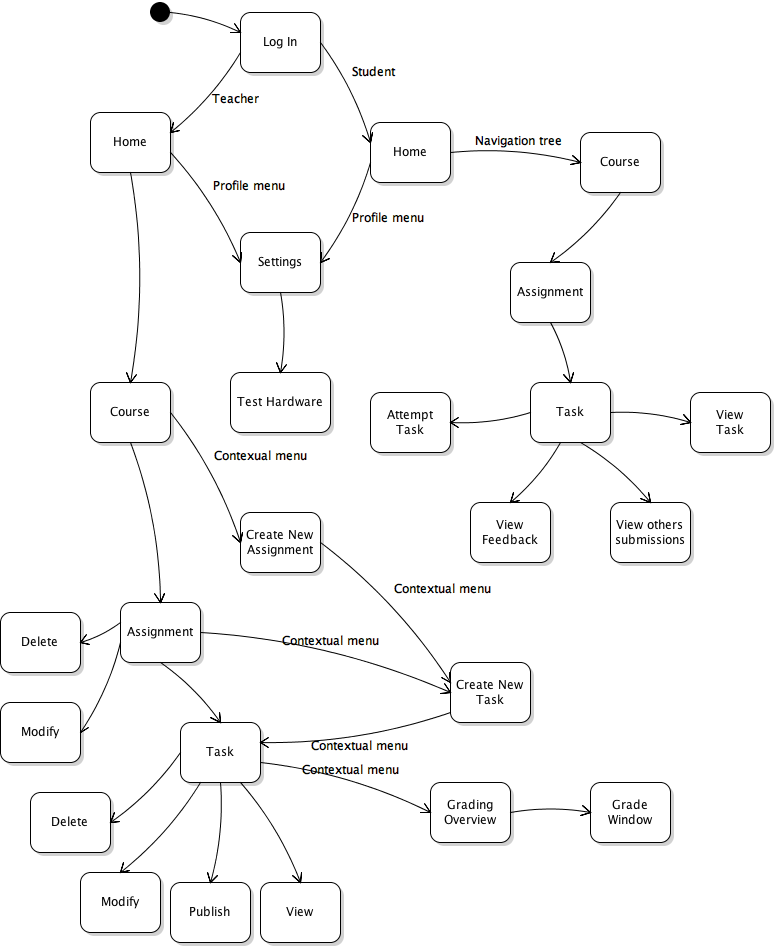 Log In
Student
Teacher
Home
Home
Navigation tree
Course
Profile menu
Profile menu
Settings
Assignment
Test Hardware
Course
Attempt
Task
Task
View
Task
Contexual menu
View
Feedback
View others
submissions
Create New
Assignment
Contextual menu
Delete
Assignment
Contextual menu
Create New
Task
Modify
Task
Contextual menu
Contextual menu
Delete
Grading
Overview
Grade
Window
Modify
Publish
View